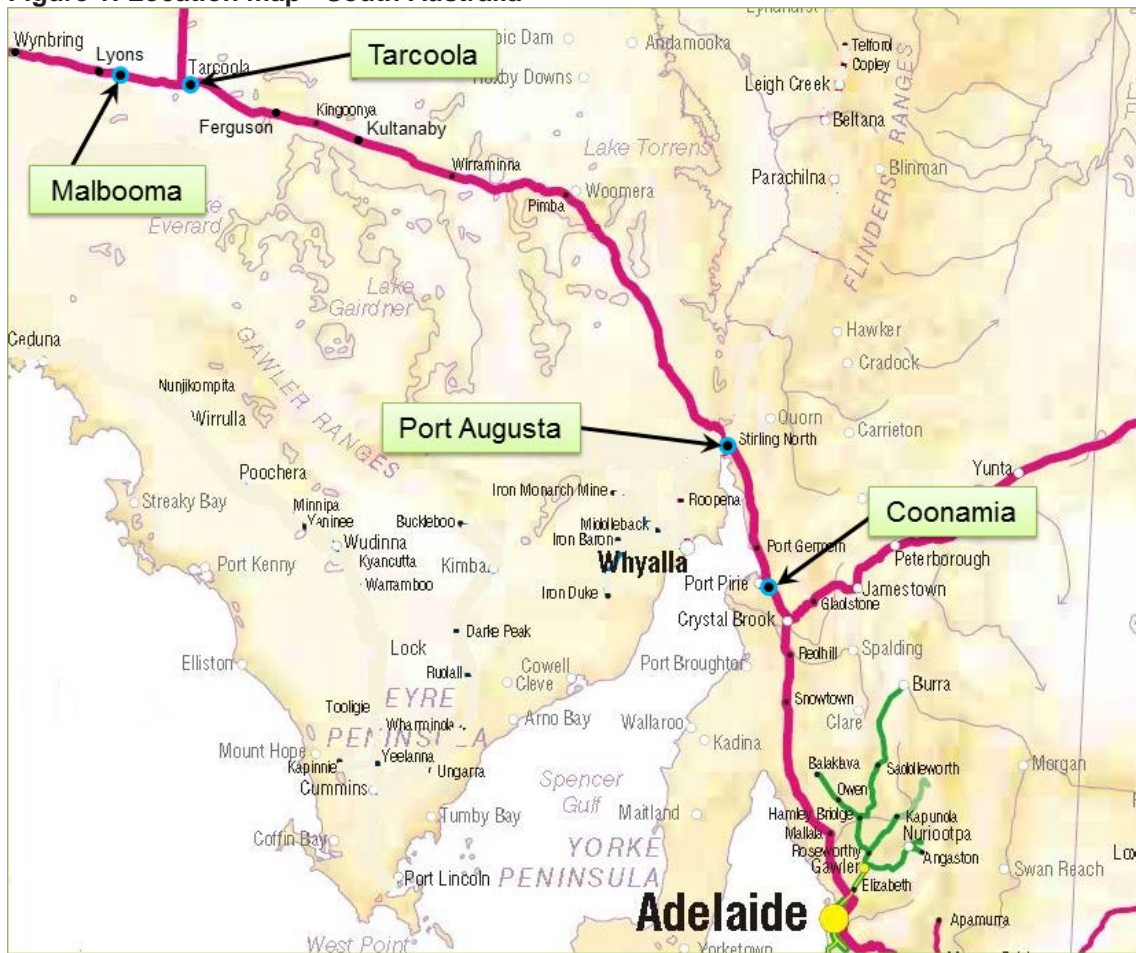 Figure 1: Location Map - South Australia
Wynbring
Lyons
Tarcoola
Tarcoola
Malbooma
Ferguson
Kingoonya
Kultanaby
Wirraminna
Pimba
Woomera
Andamooka
Telford
Copley
Leigh Creek
Beltana
Blinman
Parachilna
FLINDERS RANGES
Lake Torrens
Everard
Lake
Gairdner
GAWLER RANGES
Ceduna
Nunjikompita
Wirrulla
Hawker
Cradock
Quorn
Carrieton
Port Augusta
Stirling North
Yunta
Poochera
Streaky Bay
Minnipa
Yaninee
Wudinna
Port Kenny
Kyancutta
Warramboo
Buckleboo
Kimba
Iron Monarch Mine
Roopena
Middleback
Iron Baron
Whyalla
Iron Duke
Coonamia
Port Germein
Port Pirie
Peterborough
Jamestown
Gladstone
Crystal Brook
Darke Peak
Lock
Elliston
Rudall
Cowell
Cleve
EYRE
PENINSULA
Port Broughton
Redhill
Spalding
Burra
Snowtown
Clare
Tooligie
Wharminda
Arno Bay
Wallaroo
Kadina
Mount Hope
Kapinnie
Yeelanna
Ungarra
Cummins
Spencer
Gulf
Maitland
Balaklava
Saddleworth
Morgan
Owen
Hamley Bridge
Kapunda
Mallala
Nuriootpa
Roseworthy
Angaston
Gawler
Swan Reach
Lox
Elizabeth
Coffin Bay
Tumby Bay
Port Lincoln
YORKE
PENINSULA
Adelaide
Apamurra
West Point
Yorketown